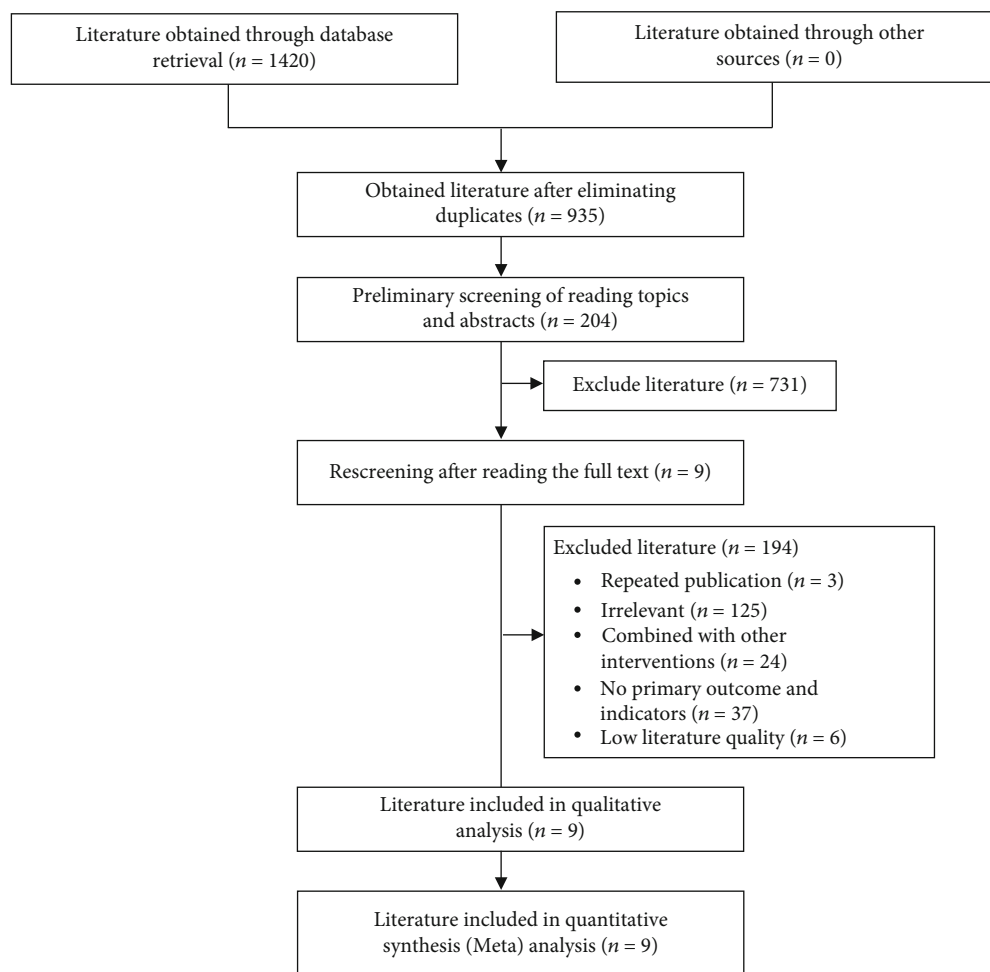 Literature obtained through database
retrieval (n = 1420)
Literature obtained through other
sources (n = 0)
Obtained literature after eliminating
duplicates (n = 935)
Preliminary screening of reading topics
and abstracts (n = 204)
Exclude literature (n = 731)
Rescreening after reading the full text (n = 9)
Excluded literature (n = 194)
• Repeated publication (n = 3)
• Irrelevant (n = 125)
• Combined with other
interventions (n = 24)
• No primary outcome and
indicators (n = 37)
• Low literature quality (n = 6)
Literature included in qualitative
analysis (n = 9)
Literature included in quantitative
synthesis (Meta) analysis (n = 9)